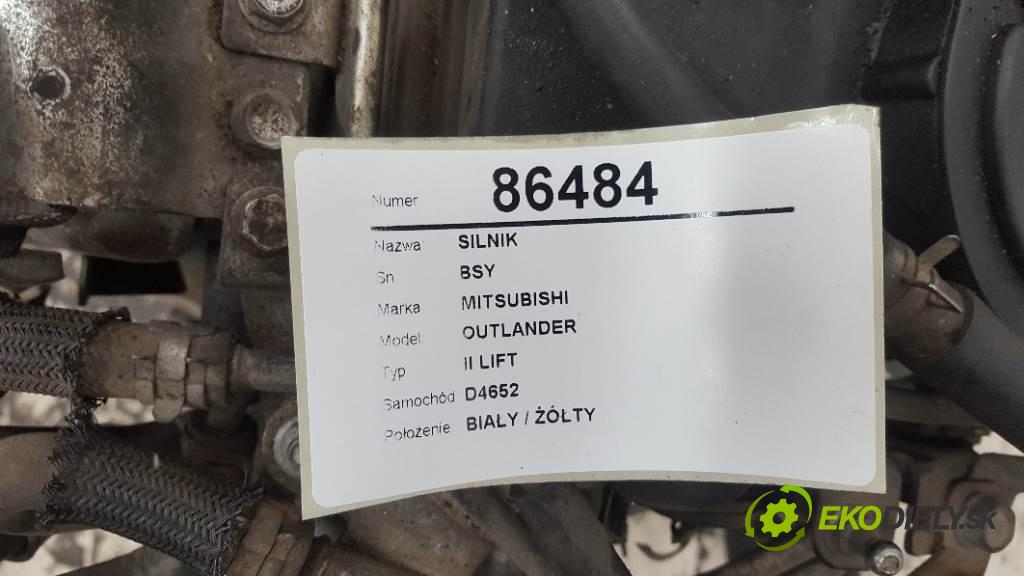 Numer 86484
Nazwa SILNIK
Sn BSY
Marka MITSUBISHI
Model OUTLANDER
Typ II LIFT
Samochód D4652
Położenie BIAŁY / ŻÓŁTY
EKODIELY.SK